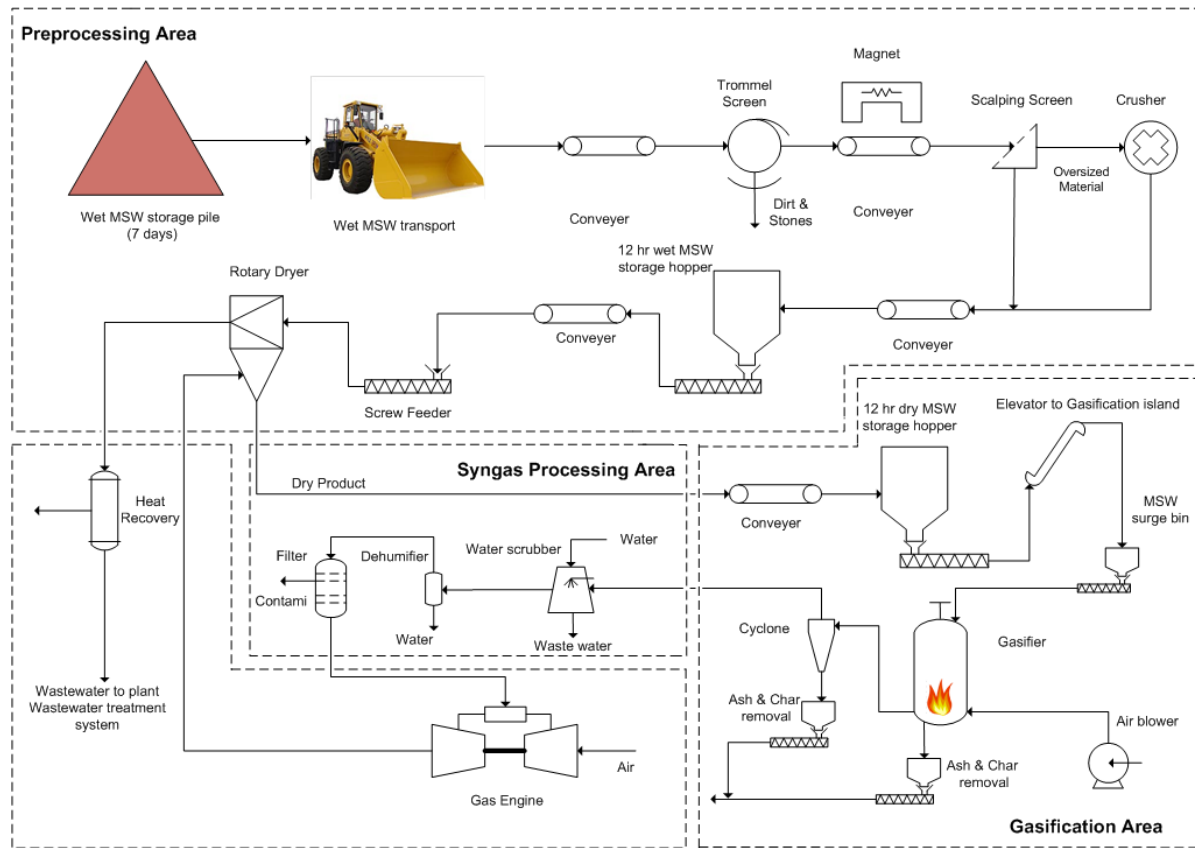 Preprocessing Area
Wet MSW storage pile
(7 days)
Wet MSW transport
Conveyer
Trommel
Screen
Dirt &
Stones
Magnet
Conveyer
Scalping Screen
Oversized
Material
Crusher
Rotary Dryer
Screw Feeder
Conveyer
12 hr wet MSW
storage hopper
Conveyer
Heat
Recovery
Wastewater to plant
Wastewater treatment
system
Syngas Processing Area
Dry Product
Filter
Contami
Dehumifier
Water
Water scrubber
Water
Waste water
Gas Engine
Air
Conveyer
12 hr dry MSW
storage hopper
Elevator to Gasification island
MSW
surge bin
Cyclone
Gasifier
Ash & Char
removal
Air blower
Ash & Char
removal
Gasification Area